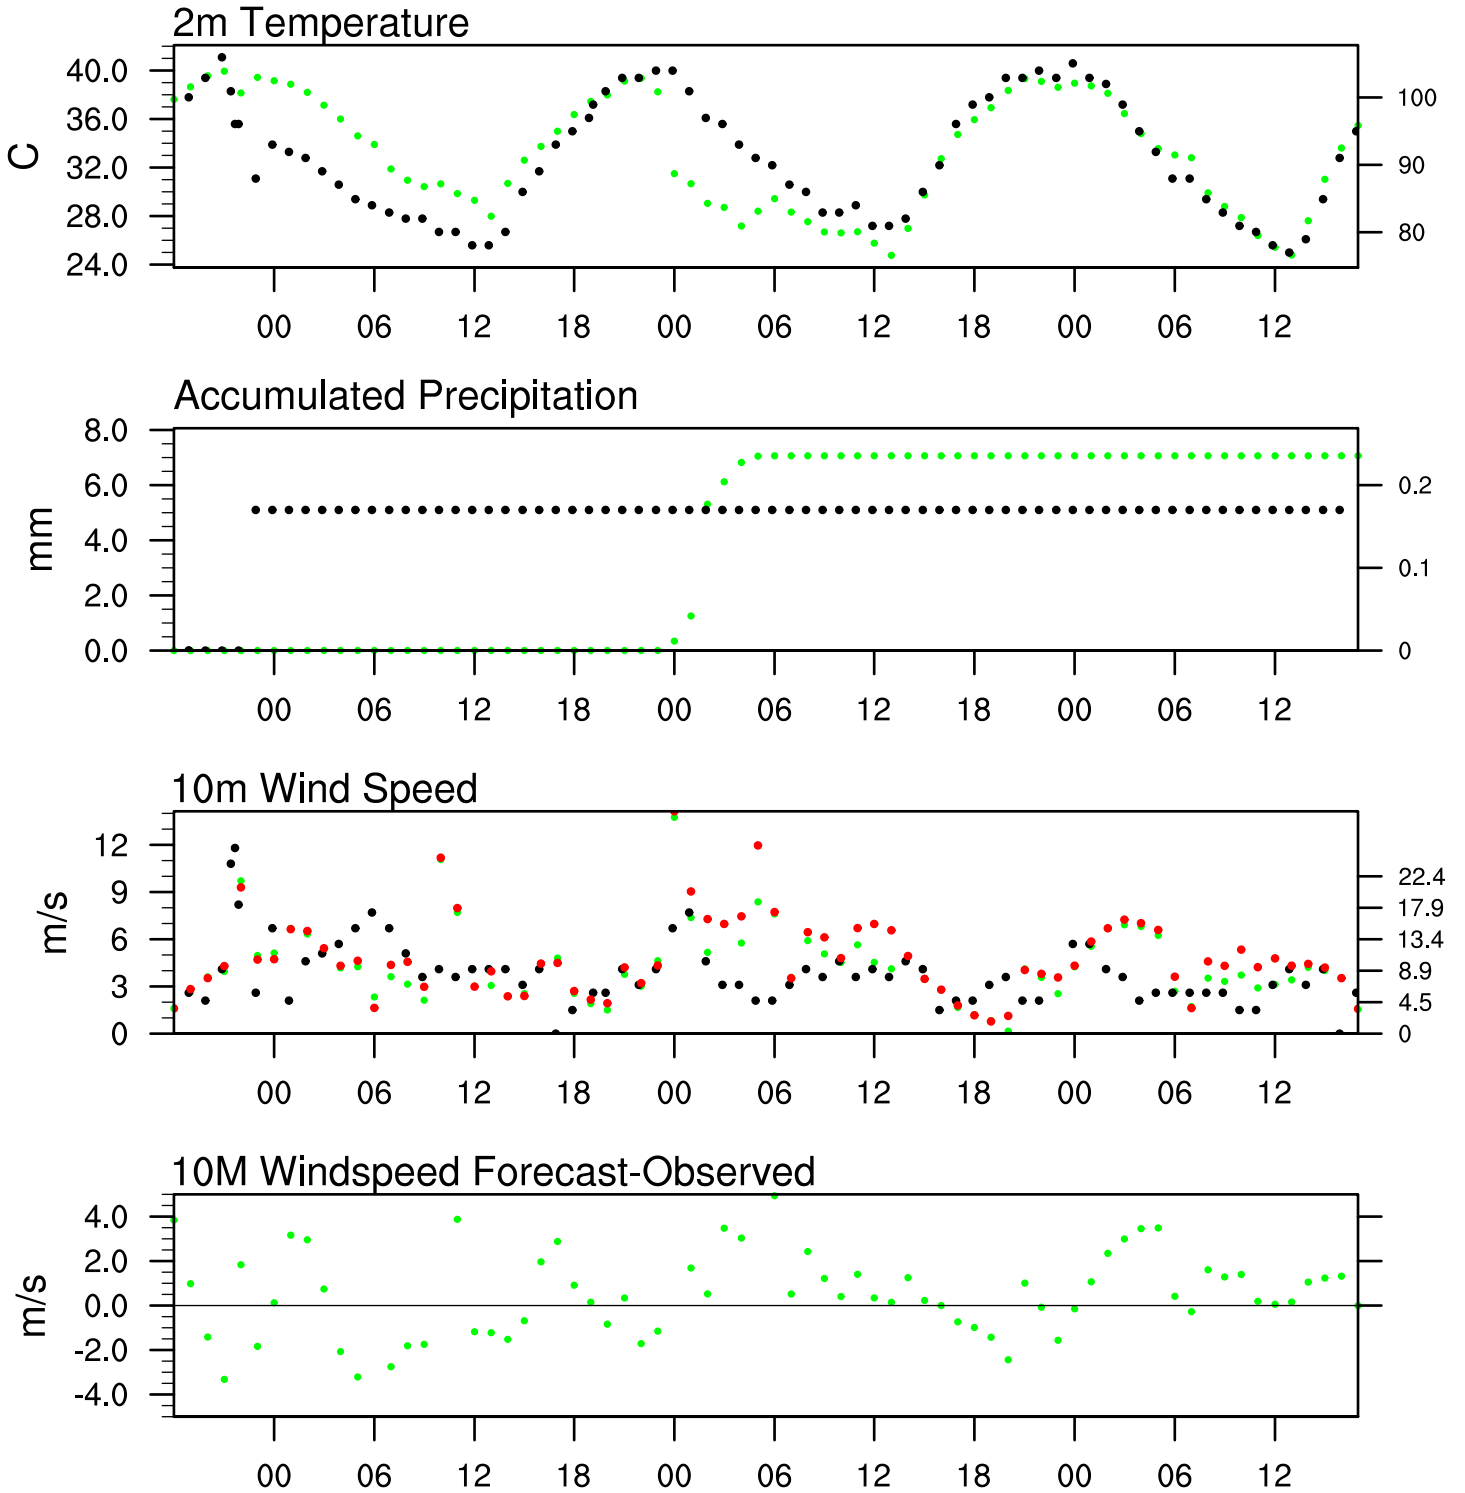 2m Temperature
40.0
36.0
32.0
28.0
24.0
C
100
90
80
00 06 12 18 00 06 12 18 00 06 12
Accumulated Precipitation
8.0
6.0
4.0
2.0
0.0
mm
0.2
0.1
0
00 06 12 18 00 06 12 18 00 06 12
10m Wind Speed
12
9
6
3
0
m/s
22.4
17.9
13.4
8.9
4.5
0
00 06 12 18 00 06 12 18 00 06 12
10M Windspeed Forecast-Observed
4.0
2.0
0.0
-2.0
-4.0
m/s
00 06 12 18 00 06 12 18 00 06 12